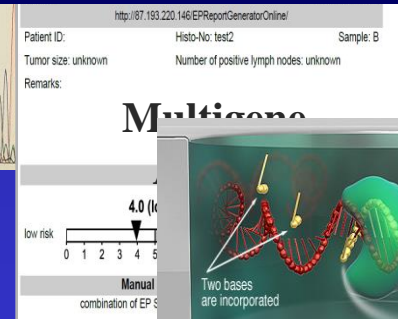 http://87.193.220.146/EPReportGeneratorOnline/
Patient ID: Histo-No: test2 Sample: B
Tumor size: unknown Number of positive lymph nodes: unknown
Remarks:
Multigene
4.0 (lo
low risk
0 1 2 3 4 5
Manual
combination of EP S
Two bases
are incorporated